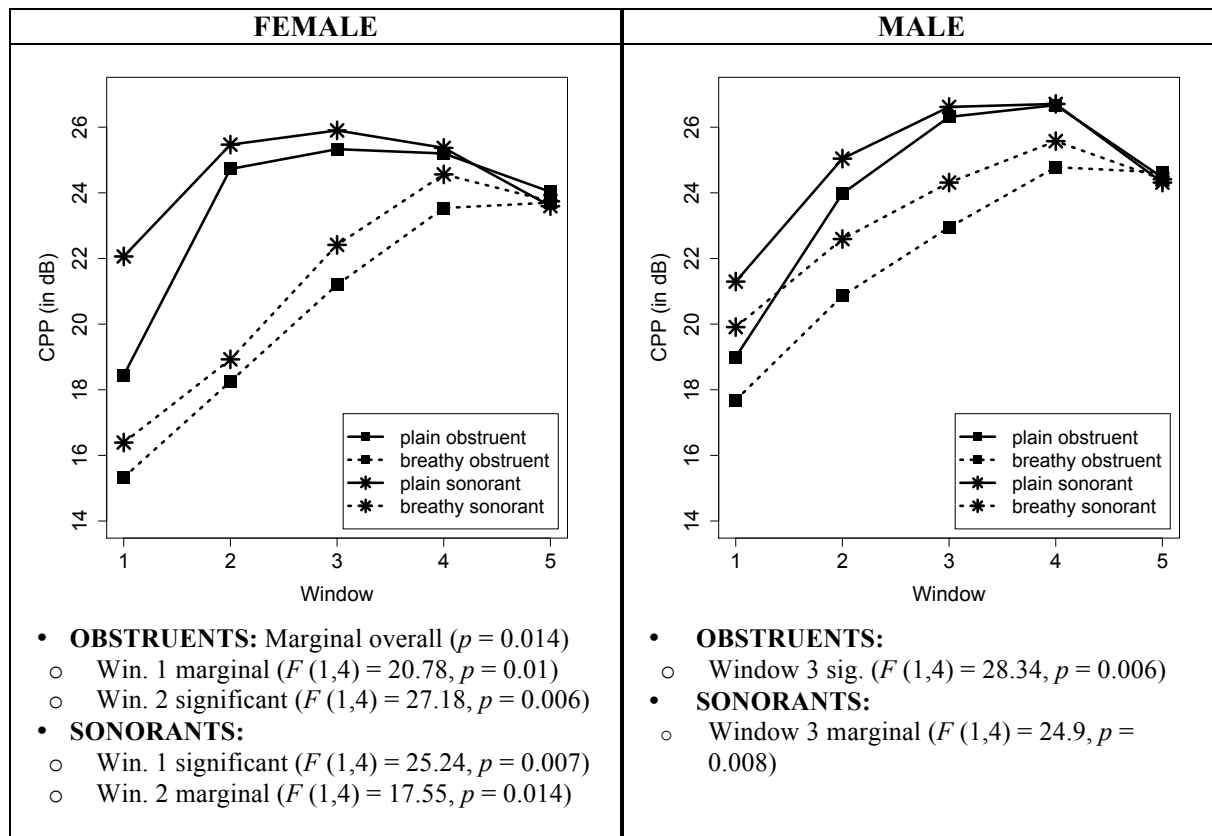 FEMALE
CPP (in dB)
26
24
22
20
18
16
14
plain obstruent
breathy obstruent
plain sonorant
breathy sonorant
1 2 3 4 5
Window
• OBSTRUENTS: Marginal overall (p = 0.014)
o Win. 1 marginal (F (1,4) = 20.78, p = 0.01)
o Win. 2 significant (F (1,4) = 27.18, p = 0.006)
• SONORANTS:
o Win. 1 significant (F (1,4) = 25.24, p = 0.007)
o Win. 2 marginal (F (1,4) = 17.55, p = 0.014)
MALE
CPP (in dB)
26
24
22
20
18
16
14
plain obstruent
breathy obstruent
plain sonorant
breathy sonorant
1 2 3 4 5
Window
• OBSTRUENTS:
o Window 3 sig. (F (1,4) = 28.34, p = 0.006)
• SONORANTS:
o Window 3 marginal (F (1,4) = 24.9, p =
0.008)